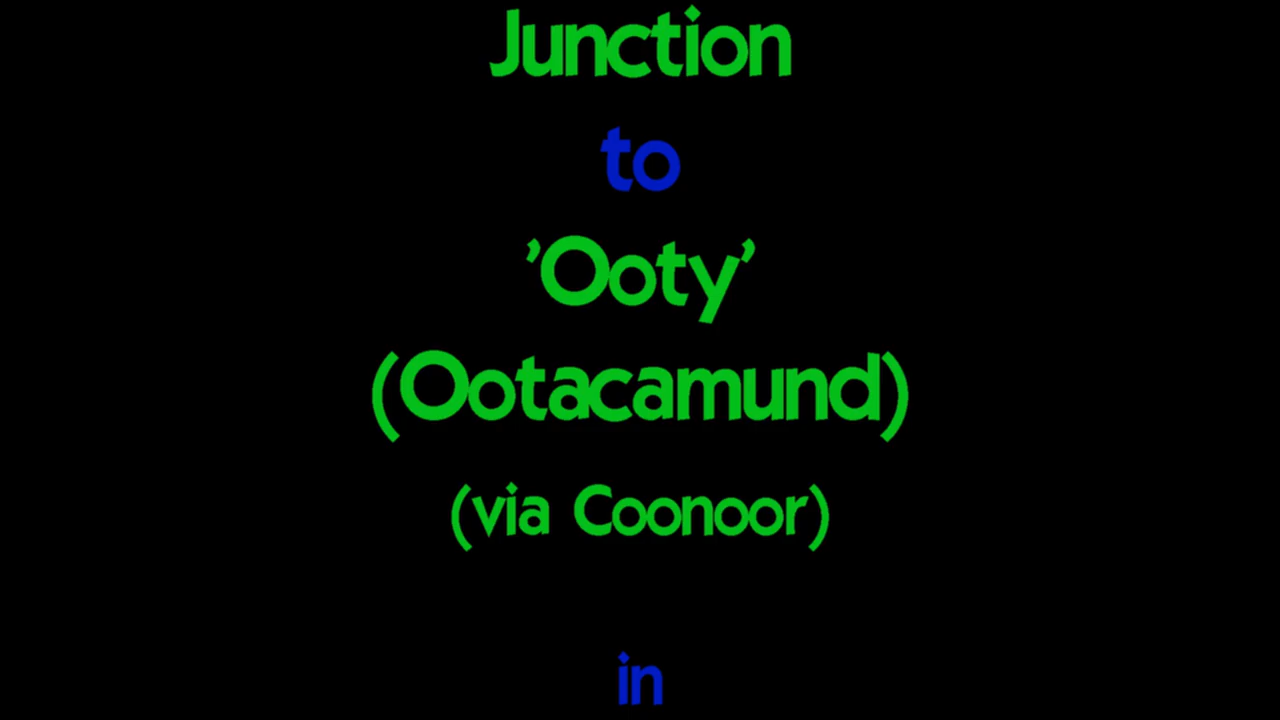 Junction
to
’Ooty’
(Ootacamund)
(via Coonoor)
in